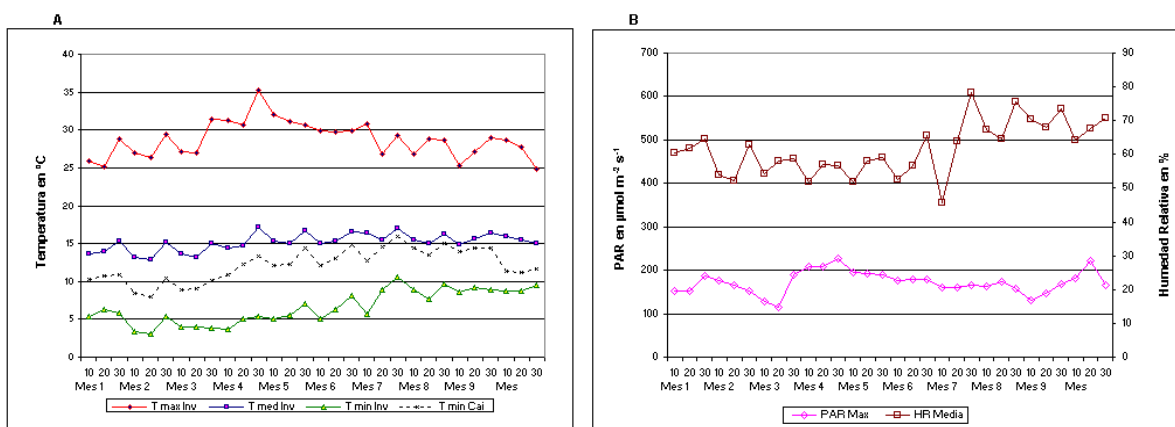 A
Temperatura en ºC
40
35
30
25
20
15
10
5
0
10 20 30 10 20 30 10 20 30 10 20 30 10 20 30 10 20 30 10 20 30 10 20 30 10 20 30 10 20 30
Mes 1 Mes 2 Mes 3 Mes 4 Mes 5 Mes 6 Mes 7 Mes 8 Mes 9 Mes
T max Inv T med Inv T min Inv T min Cai
B
PAR en µmol m⁻² s⁻¹
700
600
500
400
300
200
100
0
90
80
70
60
50
40
30
20
10
0
Humedad Relativa en %
10 20 30 10 20 30 10 20 30 10 20 30 10 20 30 10 20 30 10 20 30 10 20 30 10 20 30 10 20 30
Mes 1 Mes 2 Mes 3 Mes 4 Mes 5 Mes 6 Mes 7 Mes 8 Mes 9 Mes
PAR Max HR Media